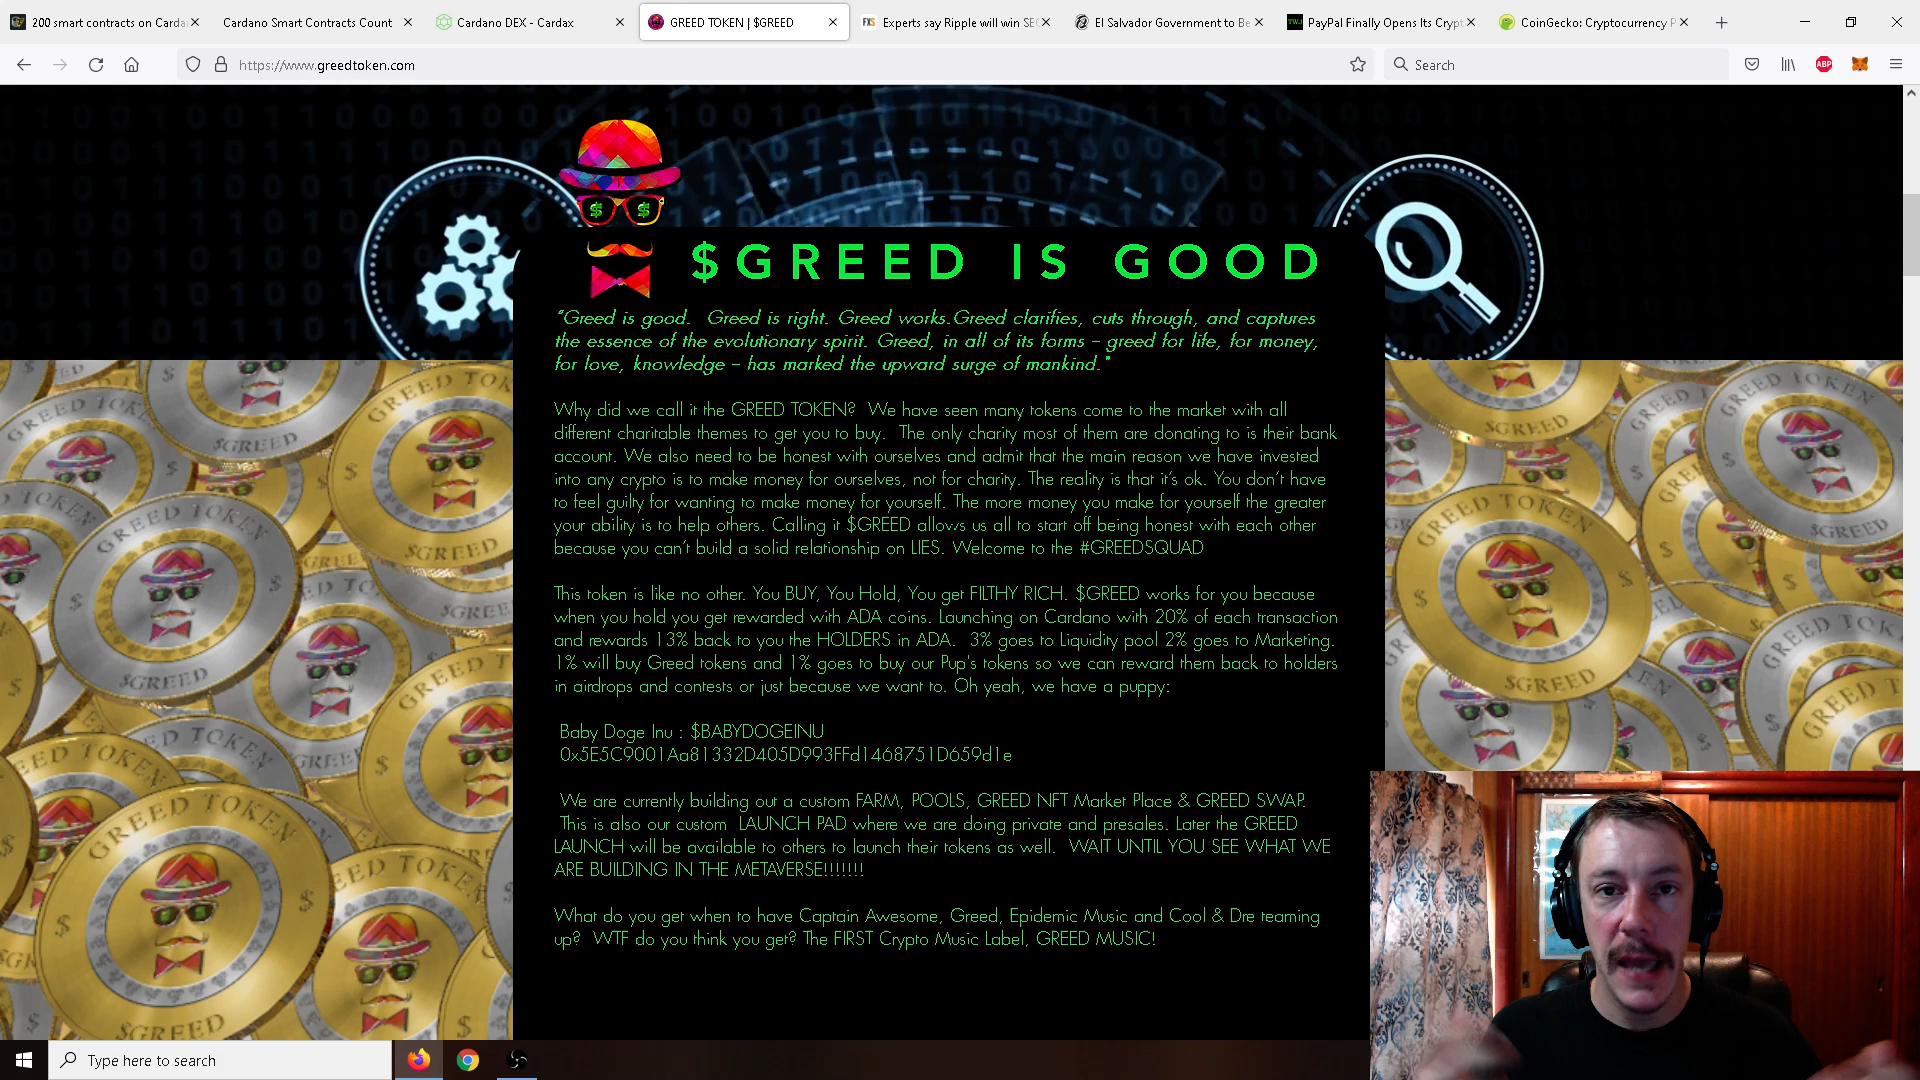 200 smart contracts on Carda
Cardano Smart Contracts Count
Cardano DEX - Cardax
GREED TOKEN | $GREED
Experts say Ripple will win SE
El Salvador Government to Be
PayPal Finally Opens Its Crypt
CoinGecko: Cryptocurrency P
https://www.greedtoken.com
Search
ABP
$GREED IS GOOD
"Greed is good.  Greed is right. Greed works.Greed clarifies, cuts through, and captures
the essence of the evolutionary spirit. Greed, in all of its forms – greed for life, for money,
for love, knowledge – has marked the upward surge of mankind."
Why did we call it the GREED TOKEN?  We have seen many tokens come to the market with all
different charitable themes to get you to buy.  The only charity most of them are donating to is their bank
account. We also need to be honest with ourselves and admit that the main reason we have invested
into any crypto is to make money for ourselves, not for charity. The reality is that it's ok. You don't have
to feel guilty for wanting to make money for yourself. The more money you make for yourself the greater
your ability is to help others. Calling it $GREED allows us all to start off being honest with each other
because you can't build a solid relationship on LIES. Welcome to the #GREEDSQUAD
This token is like no other. You BUY, You Hold, You get FILTHY RICH. $GREED works for you because
when you hold you get rewarded with ADA coins. Launching on Cardano with 20% of each transaction
and rewards 13% back to you the HOLDERS in ADA.  3% goes to Liquidity pool 2% goes to Marketing.
1% will buy Greed tokens and 1% goes to buy our Pup's tokens so we can reward them back to holders
in airdrops and contests or just because we want to. Oh yeah, we have a puppy:
Baby Doge Inu : $BABYDOGEINU
0x5E5C9001Aa81332D405D993FFd1468751D659d1e
We are currently building out a custom FARM, POOLS, GREED NFT Market Place & GREED SWAP.
This is also our custom  LAUNCH PAD where we are doing private and presales. Later the GREED
LAUNCH will be available to others to launch their tokens as well.  WAIT UNTIL YOU SEE WHAT WE
ARE BUILDING IN THE METAVERSE!!!!!!!
What do you get when to have Captain Awesome, Greed, Epidemic Music and Cool & Dre teaming
up?  WTF do you think you get? The FIRST Crypto Music Label, GREED MUSIC!
GREED TOKEN
$GREED
Type here to search